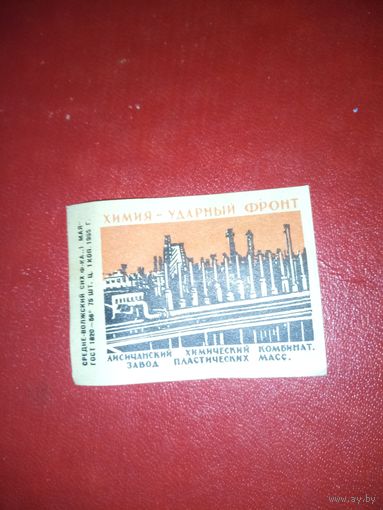 ХИМИЯ - УДАРНЫЙ ФРОНТ
ЛИСИЧАНСКИЙ ХИМИЧЕСКИЙ КОМБИНАТ.
ЗАВОД ПЛАСТИЧЕСКИХ МАСС.
СРЕДНЕ-ВОЛЖСКИЙ СНХ Ф-КА „1 МАЯ“
ГОСТ 1820-56* 75 ШТ. Ц. 1 КОП. 1965 Г.
www.ay.by